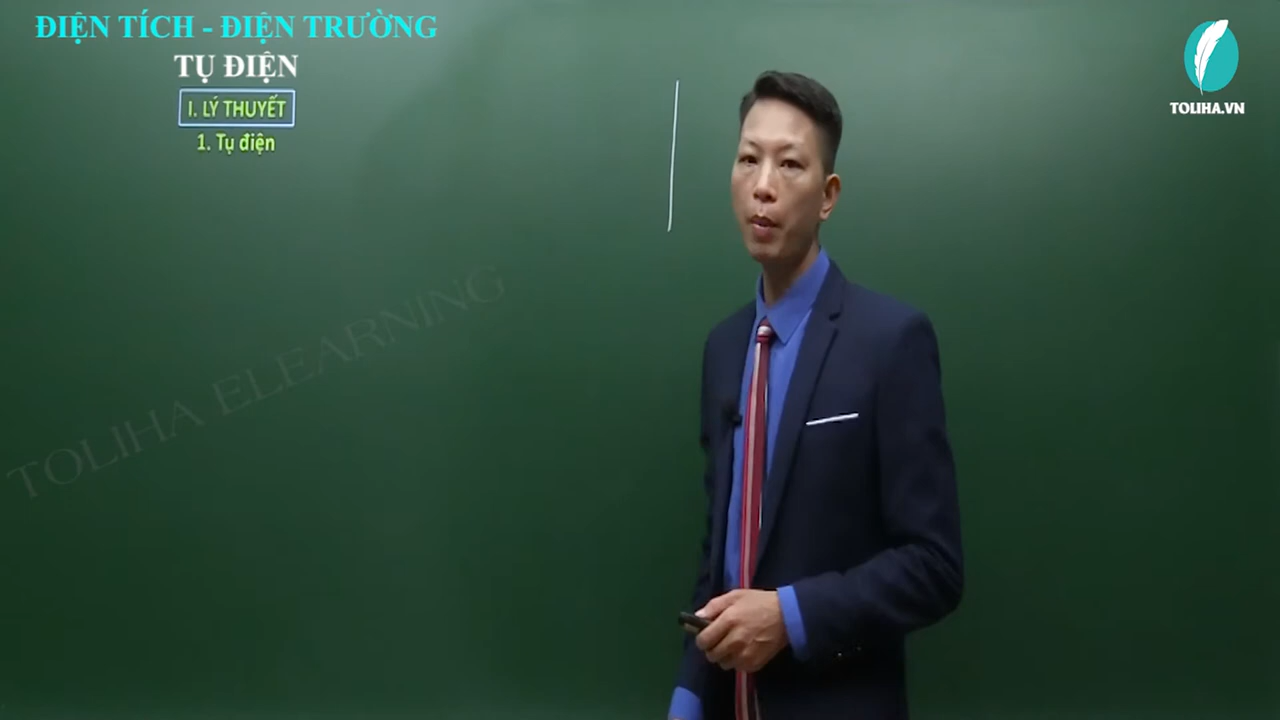 ĐIỆN TÍCH - ĐIỆN TRƯỜNG
TỤ ĐIỆN
I. LÝ THUYẾT
1. Tụ điện
TOLIHA.VN
TOLIHA ELEARNING